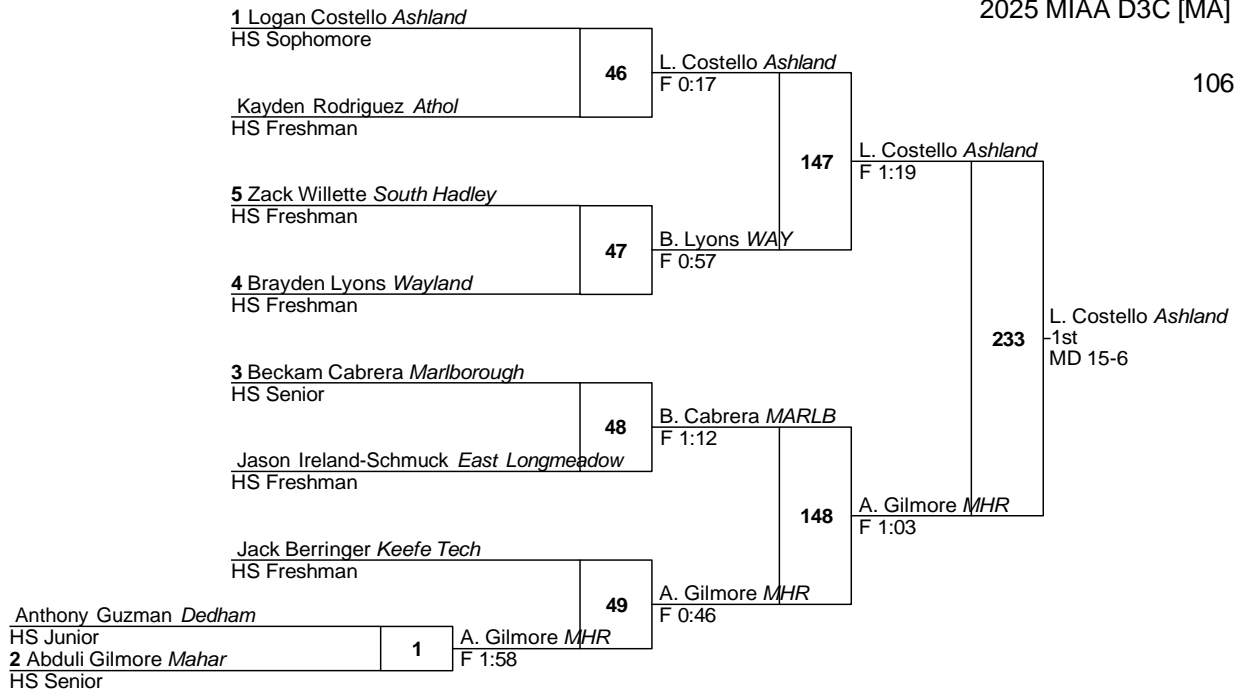 2025 MIAA D3C [MA]
106
1 Logan Costello Ashland
HS Sophomore
46
Kayden Rodriguez Athol
HS Freshman
L. Costello Ashland
F 0:17
5 Zack Willette South Hadley
HS Freshman
47
4 Brayden Lyons Wayland
HS Freshman
B. Lyons WAY
F 0:57
147
L. Costello Ashland
F 1:19
3 Beckam Cabrera Marlborough
HS Senior
48
Jason Ireland-Schmuck East Longmeadow
HS Freshman
B. Cabrera MARLB
F 1:12
Jack Berringer Keefe Tech
HS Freshman
49
Anthony Guzman Dedham
HS Junior
1
2 Abduli Gilmore Mahar
HS Senior
A. Gilmore MHR
F 1:58
A. Gilmore MHR
F 0:46
148
A. Gilmore MHR
F 1:03
233
L. Costello Ashland
1st
MD 15-6